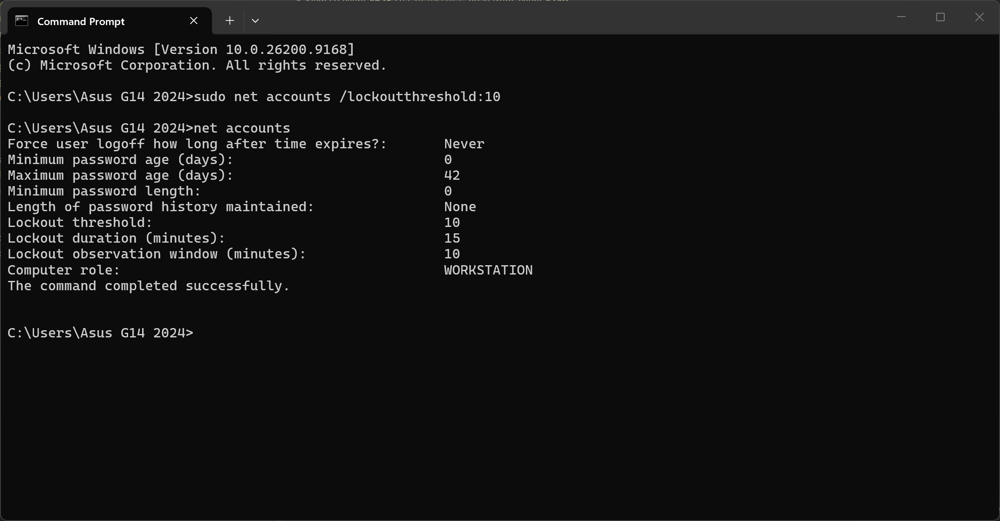 Command Prompt
Microsoft Windows [Version 10.0.26200.9168]
(c) Microsoft Corporation. All rights reserved.
C:\Users\Asus G14 2024>sudo net accounts /lockoutthreshold:10
C:\Users\Asus G14 2024>net accounts
Force user logoff how long after time expires?: Never
Minimum password age (days): 0
Maximum password age (days): 42
Minimum password length: 0
Length of password history maintained: None
Lockout threshold: 10
Lockout duration (minutes): 15
Lockout observation window (minutes): 10
Computer role: WORKSTATION
The command completed successfully.
C:\Users\Asus G14 2024>